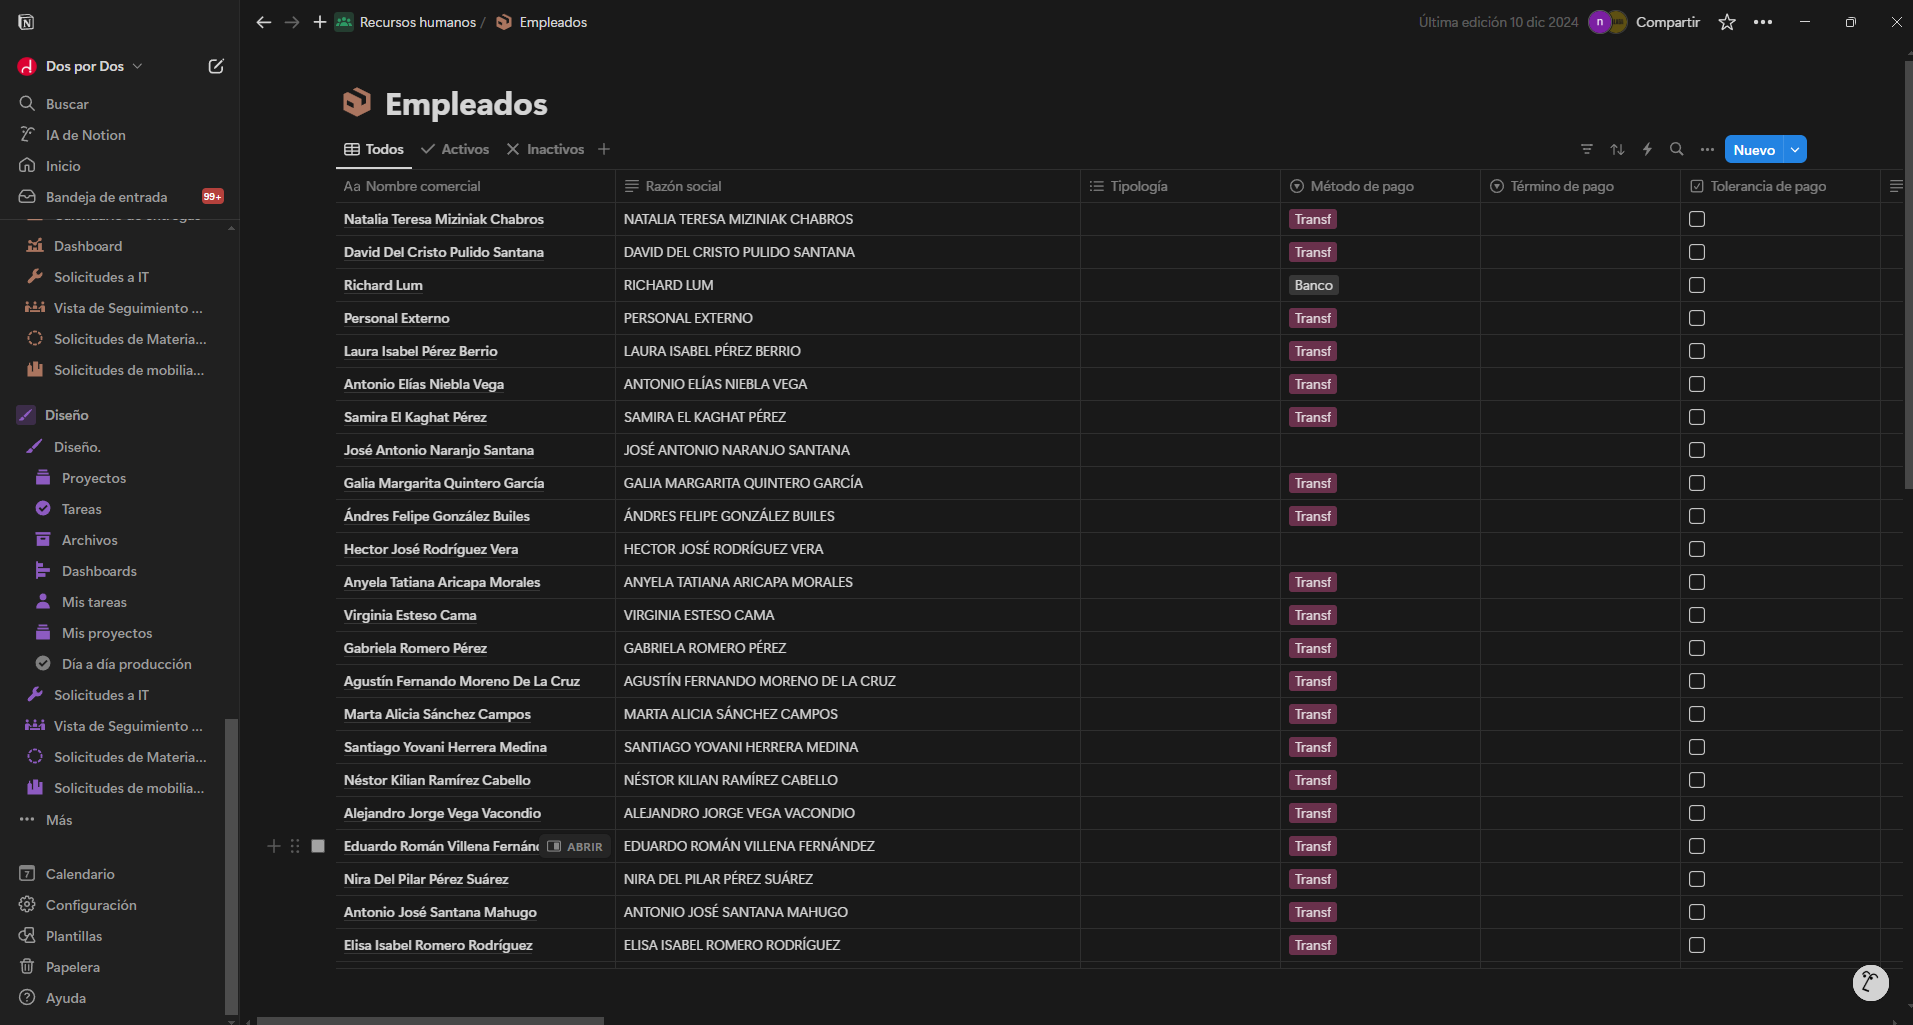 Recursos humanos / Empleados
Última edición 10 dic 2024
n
Compartir
Dos por Dos
Buscar
IA de Notion
Inicio
Bandeja de entrada 99+
Calendario de entregas
Dashboard
Solicitudes a IT
Vista de Seguimiento ...
Solicitudes de Materia...
Solicitudes de mobilia...
Diseño
Diseño.
Proyectos
Tareas
Archivos
Dashboards
Mis tareas
Mis proyectos
Día a día producción
Solicitudes a IT
Vista de Seguimiento ...
Solicitudes de Materia...
Solicitudes de mobilia...
Más
7 Calendario
Configuración
Plantillas
Papelera
Ayuda
Empleados
Todos Activos Inactivos
Nuevo
Aa Nombre comercial Razón social Tipología Método de pago Término de pago Tolerancia de pago
Natalia Teresa Miziniak Chabros NATALIA TERESA MIZINIAK CHABROS Transf
David Del Cristo Pulido Santana DAVID DEL CRISTO PULIDO SANTANA Transf
Richard Lum RICHARD LUM Banco
Personal Externo PERSONAL EXTERNO Transf
Laura Isabel Pérez Berrio LAURA ISABEL PÉREZ BERRIO Transf
Antonio Elías Niebla Vega ANTONIO ELÍAS NIEBLA VEGA Transf
Samira El Kaghat Pérez SAMIRA EL KAGHAT PÉREZ Transf
José Antonio Naranjo Santana JOSÉ ANTONIO NARANJO SANTANA
Galia Margarita Quintero García GALIA MARGARITA QUINTERO GARCÍA Transf
Ándres Felipe González Builes ÁNDRES FELIPE GONZÁLEZ BUILES Transf
Hector José Rodríguez Vera HECTOR JOSÉ RODRÍGUEZ VERA
Anyela Tatiana Aricapa Morales ANYELA TATIANA ARICAPA MORALES Transf
Virginia Esteso Cama VIRGINIA ESTESO CAMA Transf
Gabriela Romero Pérez GABRIELA ROMERO PÉREZ Transf
Agustín Fernando Moreno De La Cruz AGUSTÍN FERNANDO MORENO DE LA CRUZ Transf
Marta Alicia Sánchez Campos MARTA ALICIA SÁNCHEZ CAMPOS Transf
Santiago Yovani Herrera Medina SANTIAGO YOVANI HERRERA MEDINA Transf
Néstor Kilian Ramírez Cabello NÉSTOR KILIAN RAMÍREZ CABELLO Transf
Alejandro Jorge Vega Vacondio ALEJANDRO JORGE VEGA VACONDIO Transf
Eduardo Román Villena Fernánd ABRIR EDUARDO ROMÁN VILLENA FERNÁNDEZ Transf
Nira Del Pilar Pérez Suárez NIRA DEL PILAR PÉREZ SUÁREZ Transf
Antonio José Santana Mahugo ANTONIO JOSÉ SANTANA MAHUGO Transf
Elisa Isabel Romero Rodríguez ELISA ISABEL ROMERO RODRÍGUEZ Transf